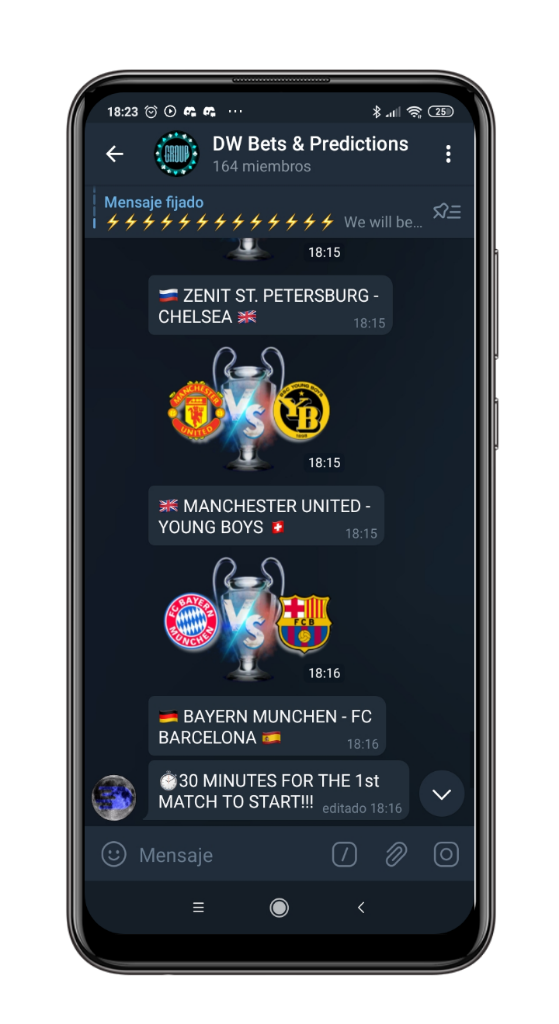 18:23
25
DW Bets & Predictions
GROUP
164 miembros
Mensaje fijado
⚡⚡⚡⚡⚡⚡⚡⚡⚡⚡⚡⚡⚡ We will be…
18:15
🇷🇺 ZENIT ST. PETERSBURG -
CHELSEA 🇬🇧
18:15
MANCHESTER
UNITED
VS
BSC YOUNG BOYS
YB
1898
18:15
🇬🇧 MANCHESTER UNITED -
YOUNG BOYS 🇨🇭
18:15
FC BAYERN
MÜNCHEN
VS
FCB
18:16
🇩🇪 BAYERN MUNCHEN - FC
BARCELONA 🇪🇸
18:16
⏱30 MINUTES FOR THE 1st
MATCH TO START!!!
editado 18:16
Mensaje